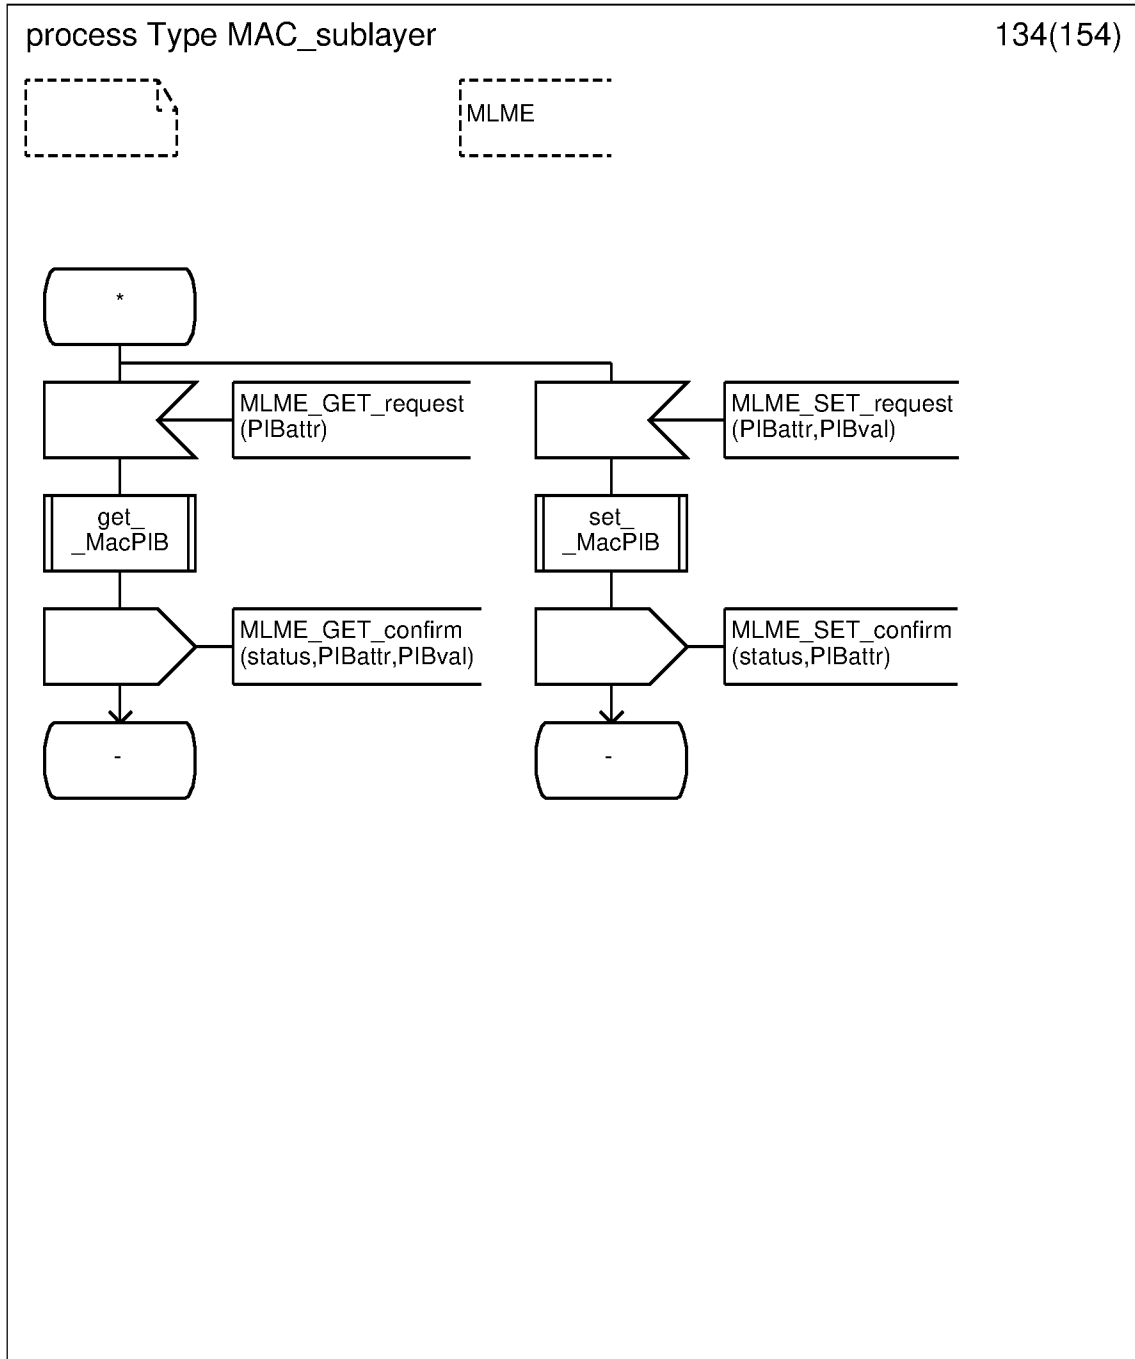 process Type MAC_sublayer
134(154)
MLME
*
MLME_GET_request
(PIBattr)
MLME_SET_request
(PIBattr,PIBval)
get_
_MacPIB
set_
_MacPIB
MLME_GET_confirm
(status,PIBattr,PIBval)
MLME_SET_confirm
(status,PIBattr)
-
-